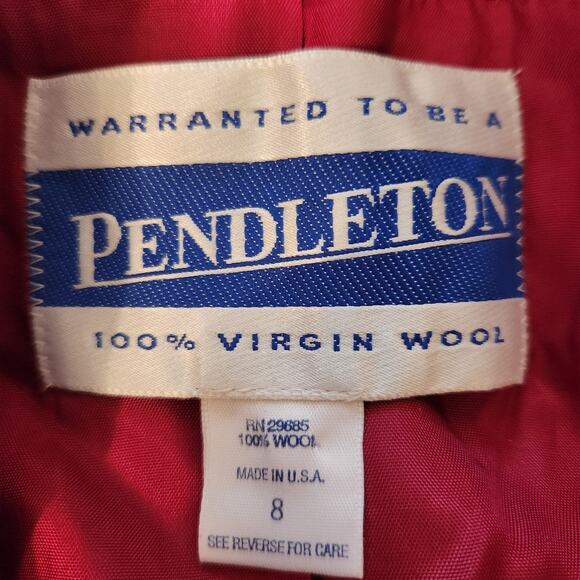 WARRANTED TO BE A
PENDLETON
100% VIRGIN WOOL
RN 29685
100% WOOL
MADE IN U.S.A.
8
SEE REVERSE FOR CARE